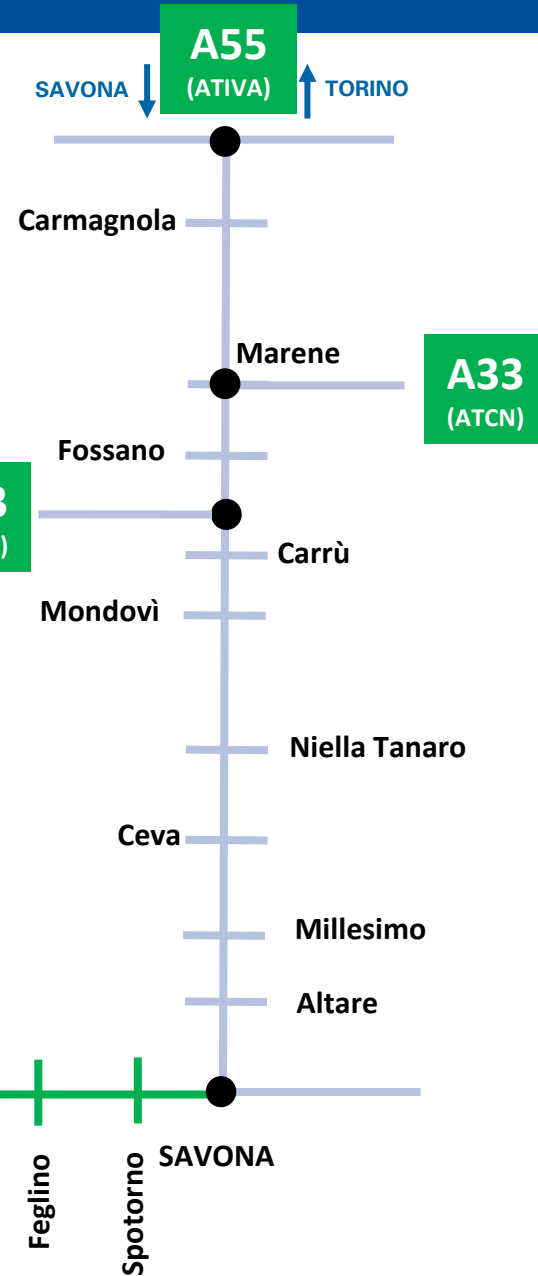 A55
(ATIVA)
SAVONA
TORINO
Carmagnola
Marene
A33
(ATCN)
Fossano
3
)
Carrù
Mondovì
Niella Tanaro
Ceva
Millesimo
Altare
SAVONA
Feglino
Spotorno